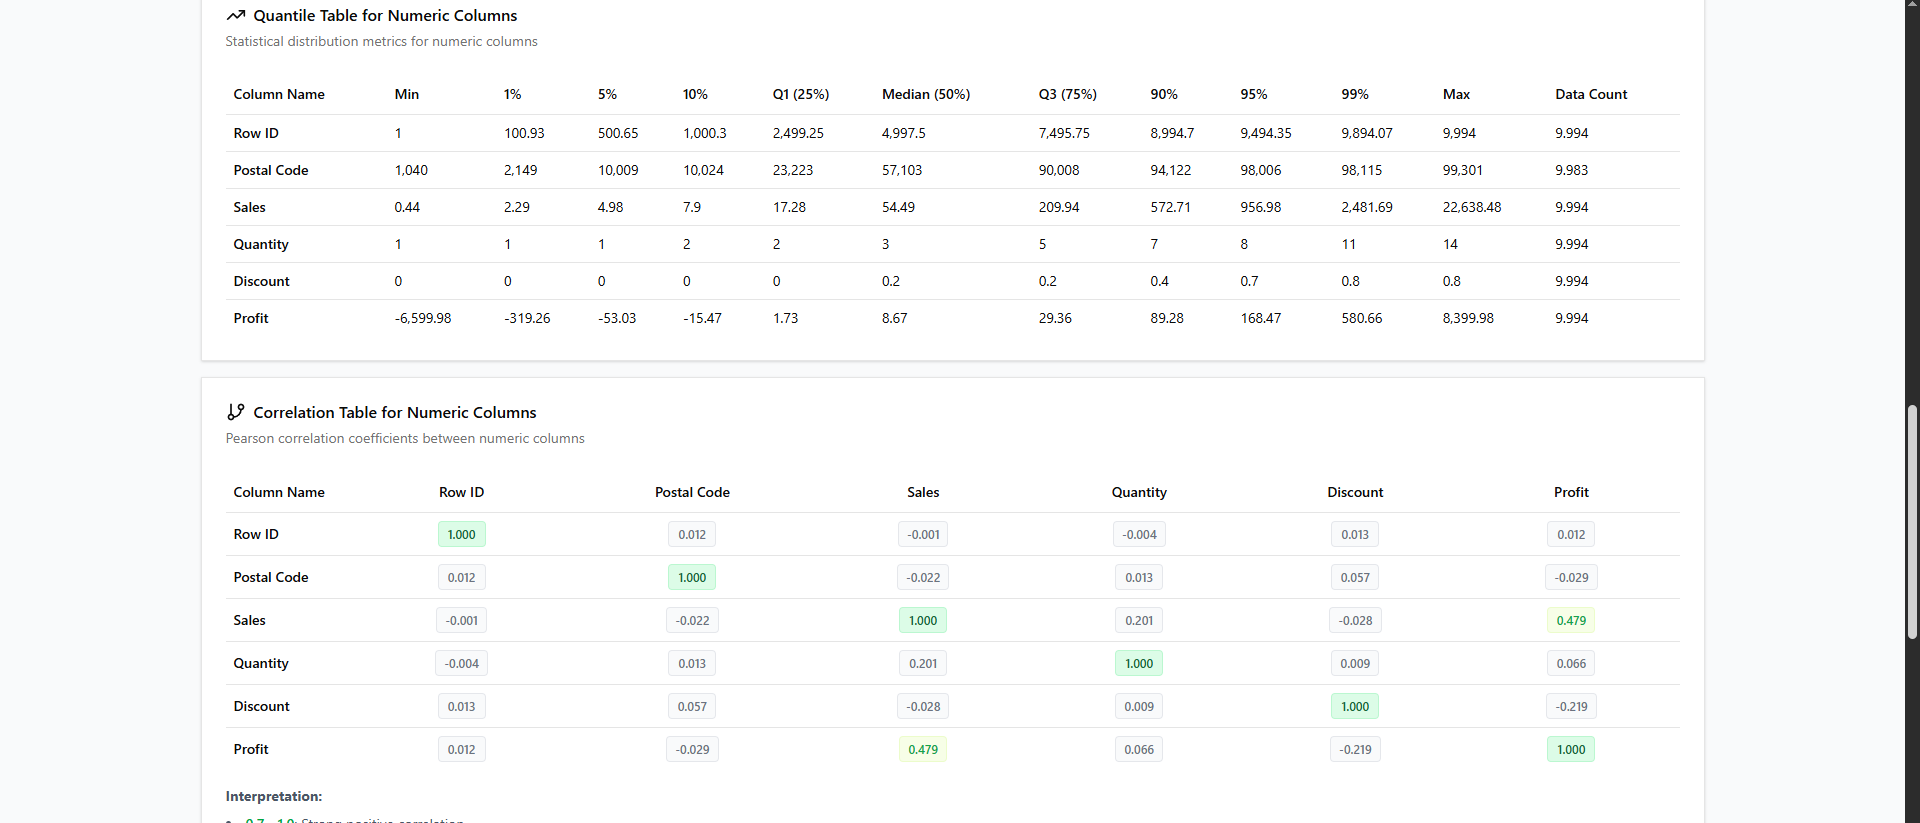 Quantile Table for Numeric Columns
Statistical distribution metrics for numeric columns
Column Name Min 1% 5% 10% Q1 (25%) Median (50%) Q3 (75%) 90% 95% 99% Max Data Count
Row ID 1 100.93 500.65 1,000.3 2,499.25 4,997.5 7,495.75 8,994.7 9,494.35 9,894.07 9,994 9.994
Postal Code 1,040 2,149 10,009 10,024 23,223 57,103 90,008 94,122 98,006 98,115 99,301 9.983
Sales 0.44 2.29 4.98 7.9 17.28 54.49 209.94 572.71 956.98 2,481.69 22,638.48 9.994
Quantity 1 1 1 2 2 3 5 7 8 11 14 9.994
Discount 0 0 0 0 0 0.2 0.2 0.4 0.7 0.8 0.8 9.994
Profit -6,599.98 -319.26 -53.03 -15.47 1.73 8.67 29.36 89.28 168.47 580.66 8,399.98 9.994
Correlation Table for Numeric Columns
Pearson correlation coefficients between numeric columns
Column Name Row ID Postal Code Sales Quantity Discount Profit
Row ID 1.000 0.012 -0.001 -0.004 0.013 0.012
Postal Code 0.012 1.000 -0.022 0.013 0.057 -0.029
Sales -0.001 -0.022 1.000 0.201 -0.028 0.479
Quantity -0.004 0.013 0.201 1.000 0.009 0.066
Discount 0.013 0.057 -0.028 0.009 1.000 -0.219
Profit 0.012 -0.029 0.479 0.066 -0.219 1.000
Interpretation:
• 0.7 - 1.0: Strong positive correlation